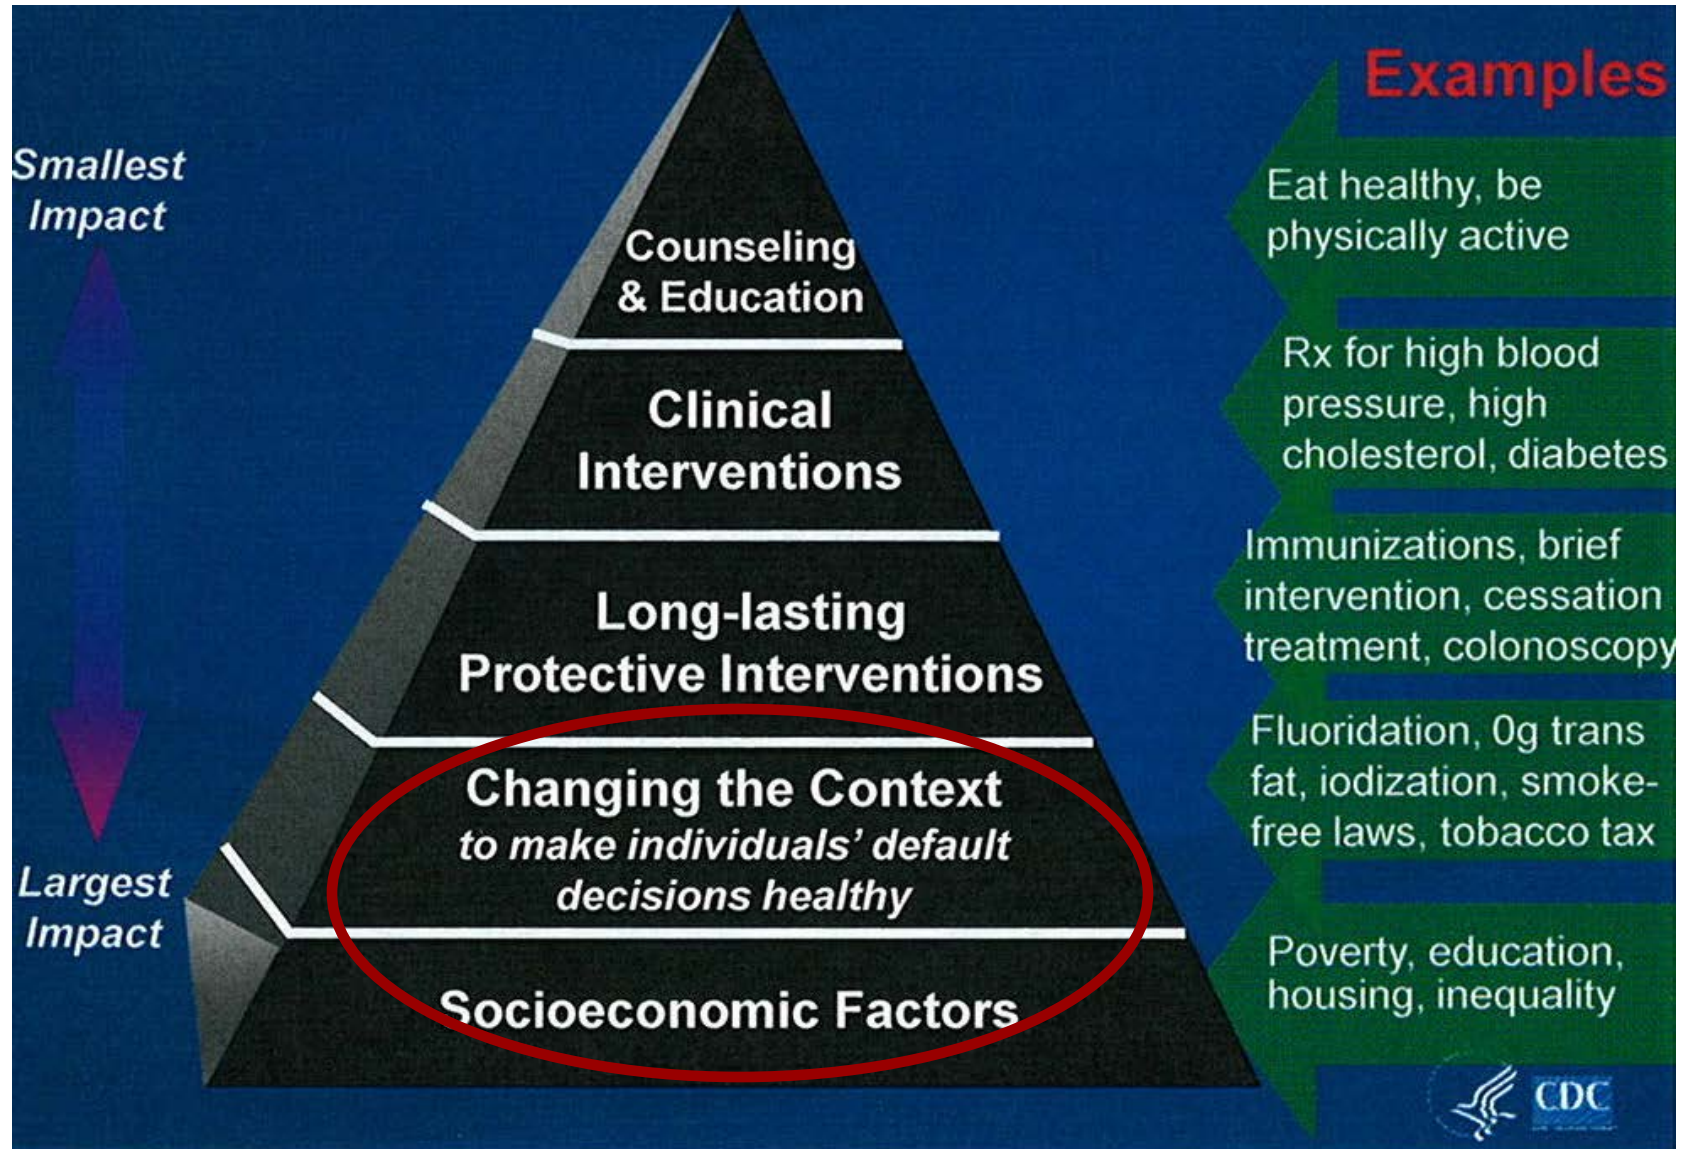 Examples
Smallest
Impact
Largest
Impact
Counseling
& Education
Clinical
Interventions
Long-lasting
Protective Interventions
Changing the Context
to make individuals’ default
decisions healthy
Socioeconomic Factors
Eat healthy, be
physically active
Rx for high blood
pressure, high
cholesterol, diabetes
Immunizations, brief
intervention, cessation
treatment, colonoscopy
Fluoridation, 0g trans
fat, iodization, smoke-
free laws, tobacco tax
Poverty, education,
housing, inequality
CDC